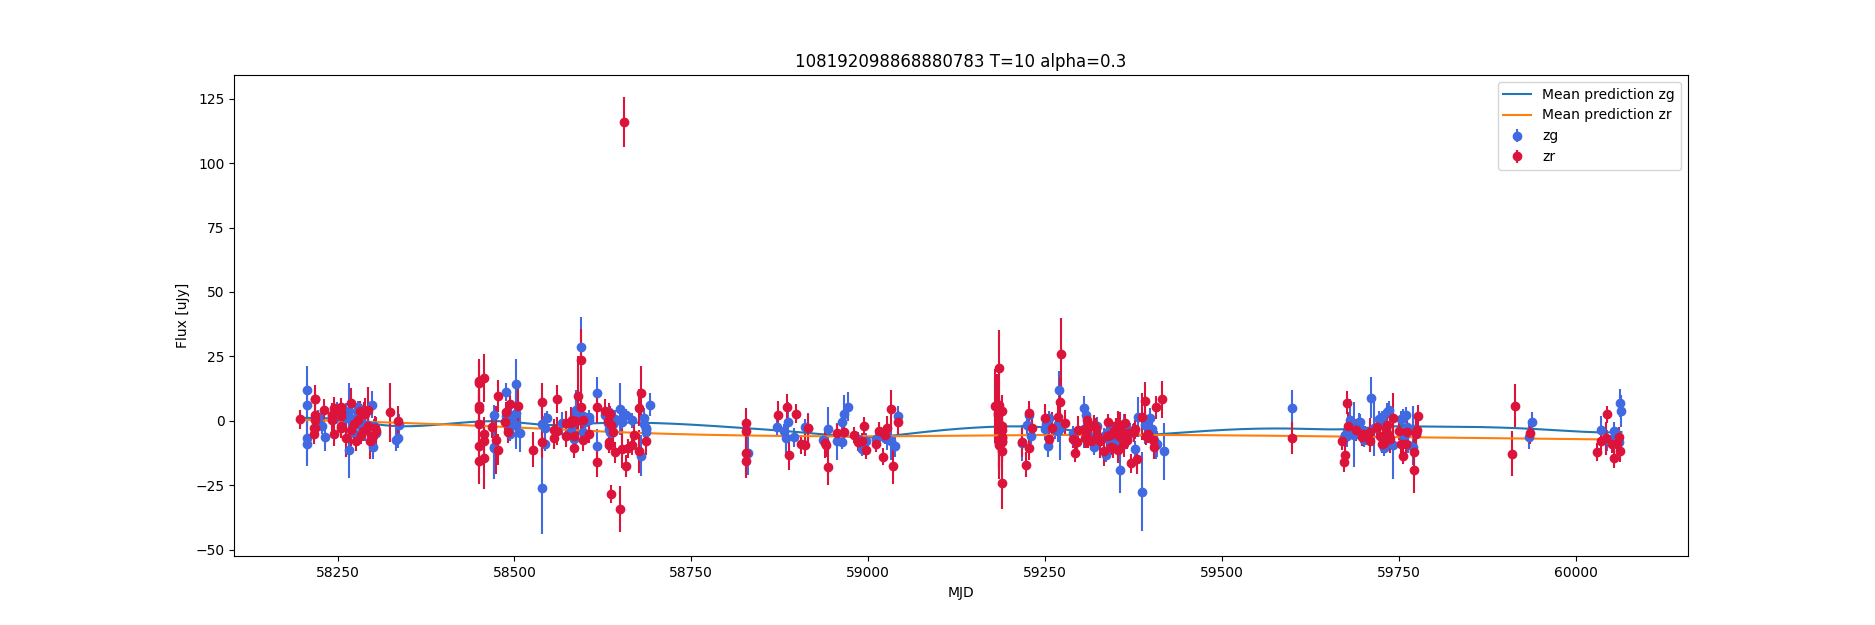 108192098868880783 T=10 alpha=0.3
Mean prediction zg
Mean prediction zr
zg
zr
125
100
75
50
25
0
−25
−50
Flux [uJy]
58250
58500
58750
59000
59250
59500
59750
60000
MJD